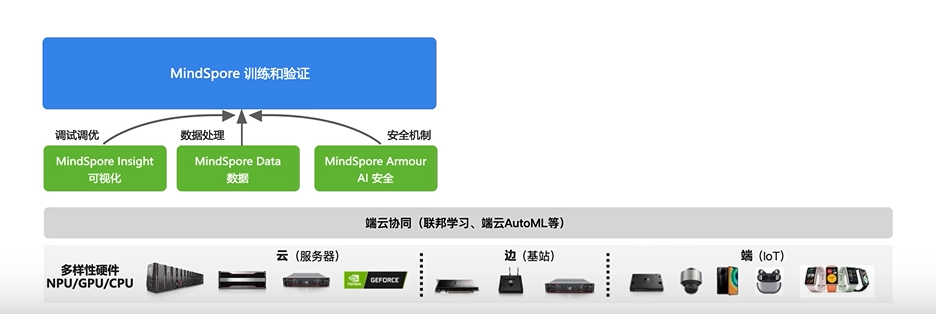 MindSpore 训练和验证
调试调优
数据处理
安全机制
MindSpore Insight
可视化
MindSpore Data
数据
MindSpore Armour
AI 安全
端云协同（联邦学习、端云AutoML等）
多样性硬件
NPU/GPU/CPU
云（服务器）
边（基站）
端（IoT）
NVIDIA
GEFORCE